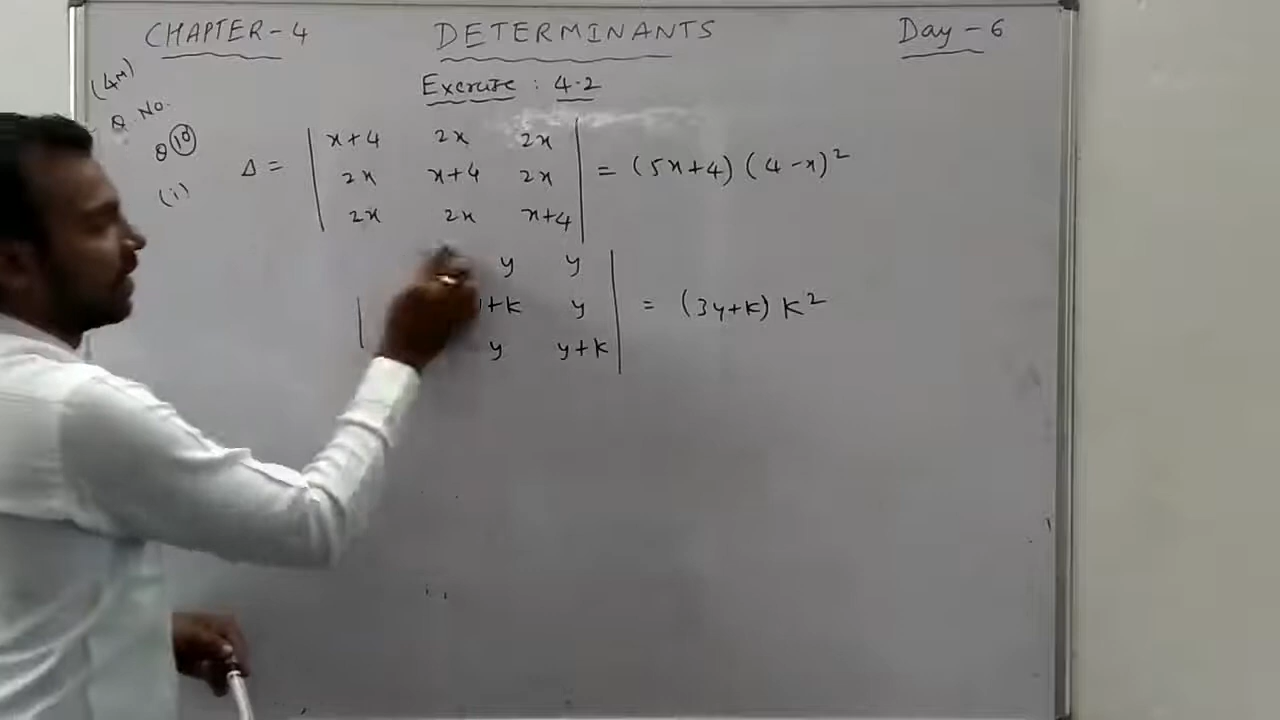 CHAPTER-4 DETERMINANTS Day-6
(4M) Exercise : 4.2
Q. No.
Q (10) Δ = | x+4 2x 2x | = (5x+4) (4-x)²
| 2x x+4 2x |
(i) | 2x 2x x+4 |
y y |
| +k y | = (3y+k) k²
y y+k |